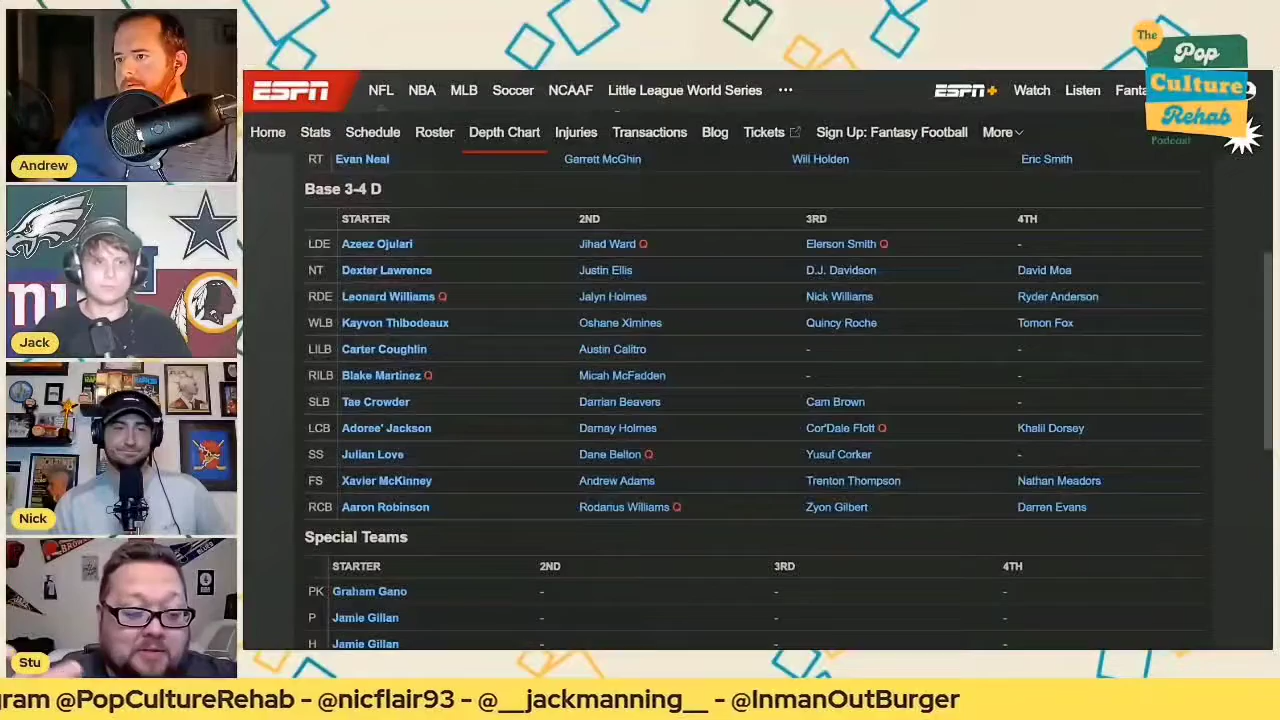 The
Pop
Culture
Rehab
Podcast
ESPN NFL NBA MLB Soccer NCAAF Little League World Series ••• ESPN+ Watch Listen Fanta
Home Stats Schedule Roster Depth Chart Injuries Transactions Blog Tickets Sign Up: Fantasy Football More
RT Evan Neal Garrett McGhin Will Holden Eric Smith
Base 3-4 D
STARTER 2ND 3RD 4TH
LDE Azeez Ojulari Jihad Ward Q Elerson Smith Q -
NT Dexter Lawrence Justin Ellis D.J. Davidson David Moa
RDE Leonard Williams Q Jalyn Holmes Nick Williams Ryder Anderson
WLB Kayvon Thibodeaux Oshane Ximines Quincy Roche Tomon Fox
LILB Carter Coughlin Austin Calitro - -
RILB Blake Martinez Q Micah McFadden - -
SLB Tae Crowder Darrian Beavers Cam Brown -
LCB Adoree' Jackson Darnay Holmes Cor'Dale Flott Q Khalil Dorsey
SS Julian Love Dane Belton Q Yusuf Corker -
FS Xavier McKinney Andrew Adams Trenton Thompson Nathan Meadors
RCB Aaron Robinson Rodarius Williams Q Zyon Gilbert Darren Evans
Special Teams
STARTER 2ND 3RD 4TH
PK Graham Gano - - -
P Jamie Gillan - - -
H Jamie Gillan - - -
Andrew
Jack
Nick
Stu
gram @PopCultureRehab - @nicflair93 - @__jackmanning__ - @InmanOutBurger